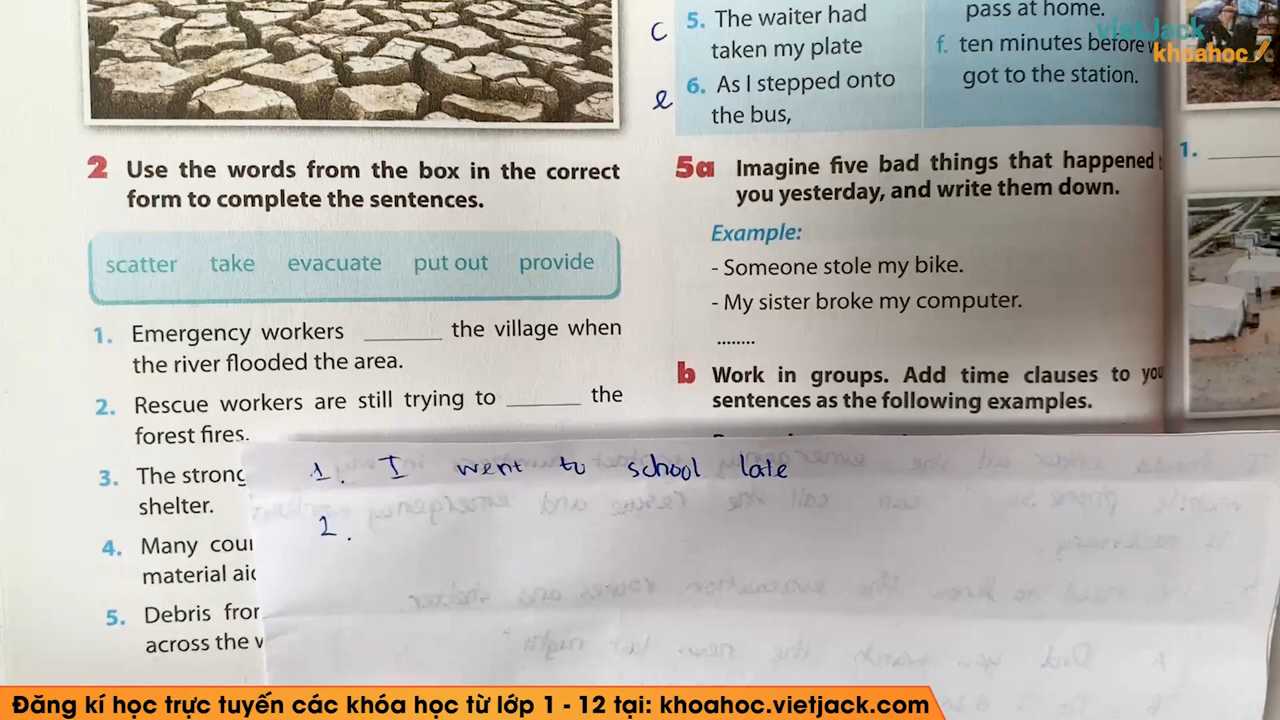 c 5. The waiter had
taken my plate
e 6. As I stepped onto
the bus,
pass at home.
f. ten minutes before
got to the station.
vietJack
khoahoc
2 Use the words from the box in the correct
form to complete the sentences.
scatter take evacuate put out provide
1. Emergency workers ______ the village when
the river flooded the area.
2. Rescue workers are still trying to ______ the
forest fires.
3. The strong
shelter.
4. Many
material
5. Debris
across the
5a Imagine five bad things that happened
you yesterday, and write them down.
Example:
- Someone stole my bike.
- My sister broke my computer.
........
b Work in groups. Add time clauses to
sentences as the following examples.
1. ______
1. I went to school late
2.
Đăng kí học trực tuyến các khóa học từ lớp 1 - 12 tại: khoahoc.vietjack.com